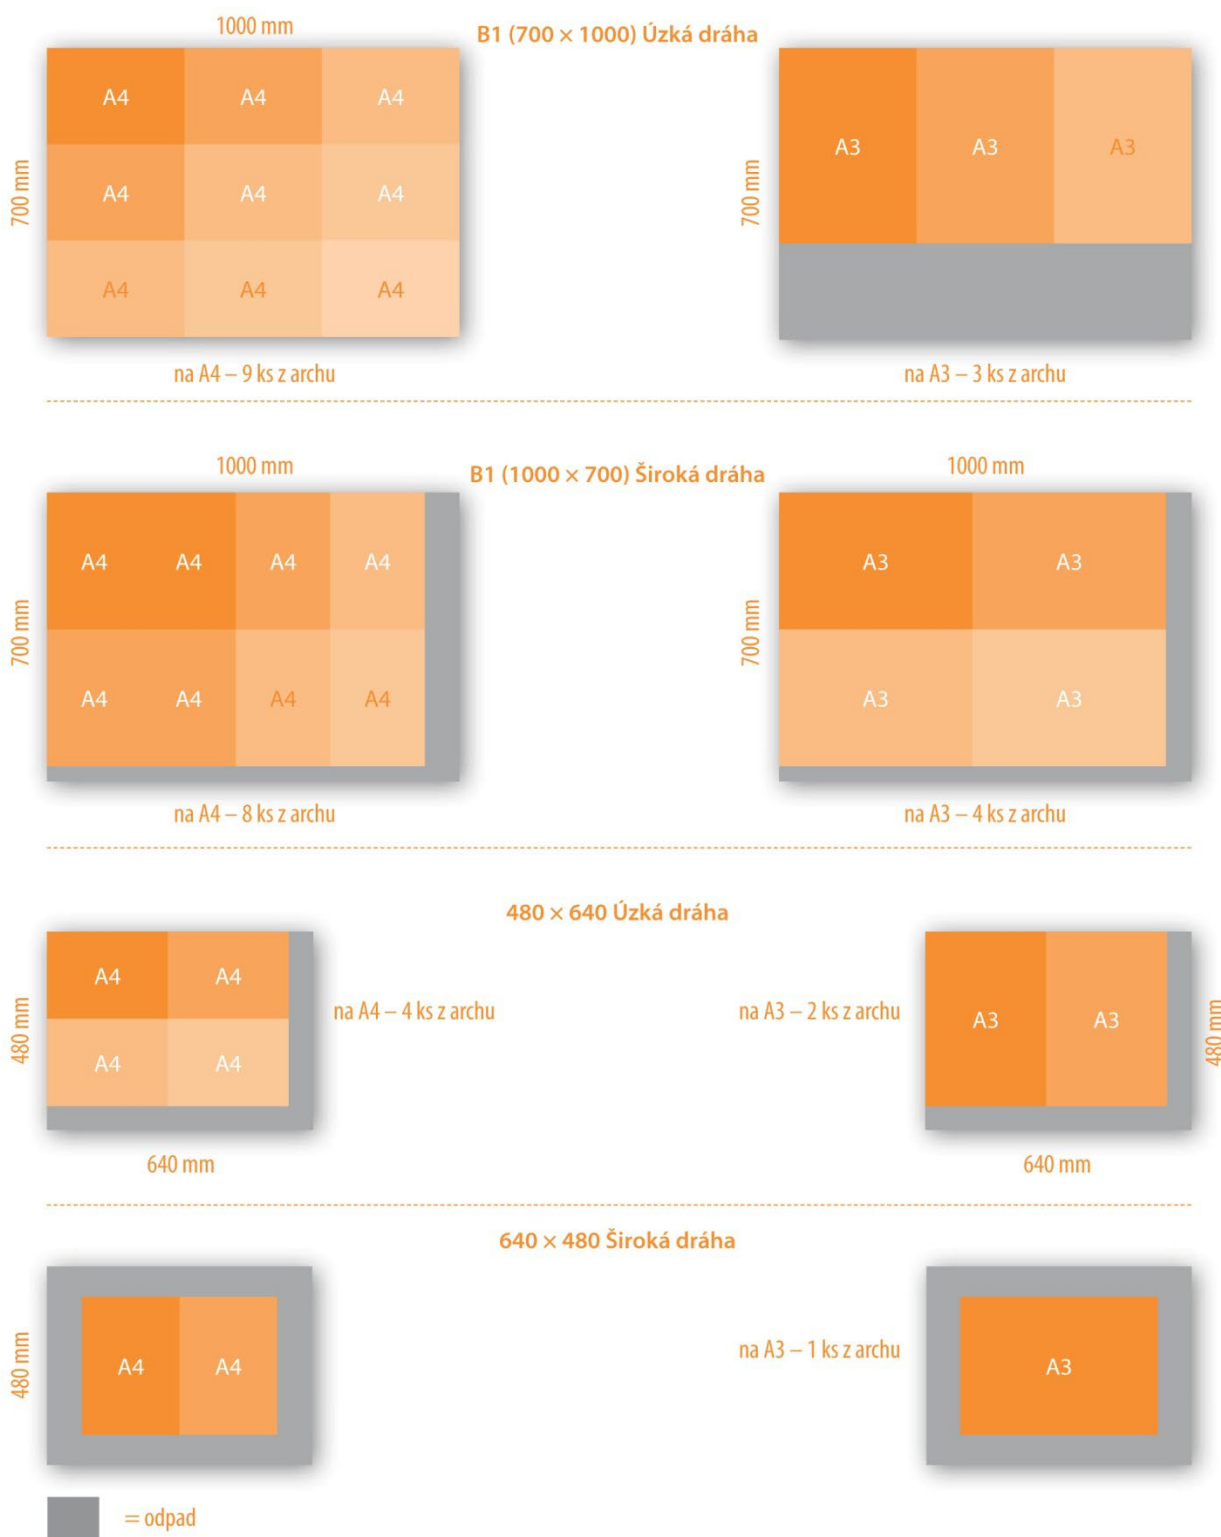 1000 mm
B1 (700 × 1000) Úzká dráha
700 mm
A4 A4 A4
A4 A4 A4
A4 A4 A4
na A4 – 9 ks z archu
700 mm
A3 A3 A3
na A3 – 3 ks z archu
1000 mm
B1 (1000 × 700) Široká dráha
1000 mm
700 mm
A4 A4 A4 A4
A4 A4 A4 A4
na A4 – 8 ks z archu
700 mm
A3 A3
A3 A3
na A3 – 4 ks z archu
480 × 640 Úzká dráha
480 mm
A4 A4
A4 A4
640 mm
na A4 – 4 ks z archu
na A3 – 2 ks z archu
A3 A3
480 mm
640 mm
640 × 480 Široká dráha
480 mm
A4 A4
na A3 – 1 ks z archu
A3
= odpad